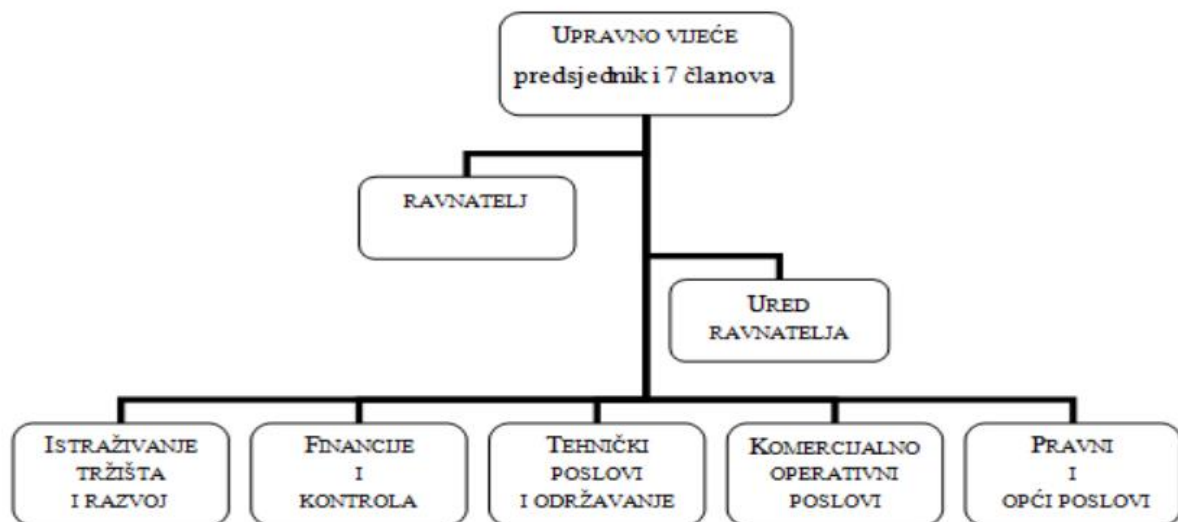 UPRAVNO VIJEĆE
predsjednik i 7 članova
RAVNATELJ
URED
RAVNATELJA
ISTRAŽIVANJE
TRŽIŠTA
I RAZVOJ
FINANCIJE
I
KONTROLA
TEHNIČKI
POSLOVI
I ODRŽAVANJE
KOMERCIJALNO
OPERATIVNI
POSLOVI
PRAVNI
I
OPĆI POSLOVI